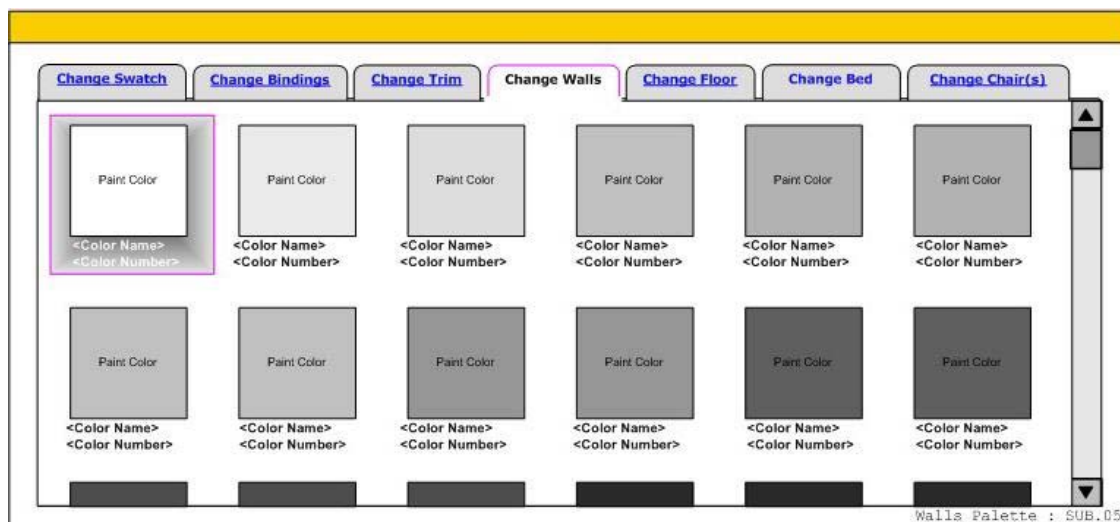 Change Swatch Change Bindings Change Trim Change Walls Change Floor Change Bed Change Chair(s)
Paint Color Paint Color Paint Color Paint Color Paint Color Paint Color
<Color Name> <Color Name> <Color Name> <Color Name> <Color Name> <Color Name>
<Color Number> <Color Number> <Color Number> <Color Number> <Color Number> <Color Number>
Paint Color Paint Color Paint Color Paint Color Paint Color Paint Color
<Color Name> <Color Name> <Color Name> <Color Name> <Color Name> <Color Name>
<Color Number> <Color Number> <Color Number> <Color Number> <Color Number> <Color Number>
Walls Palette : SUB.05